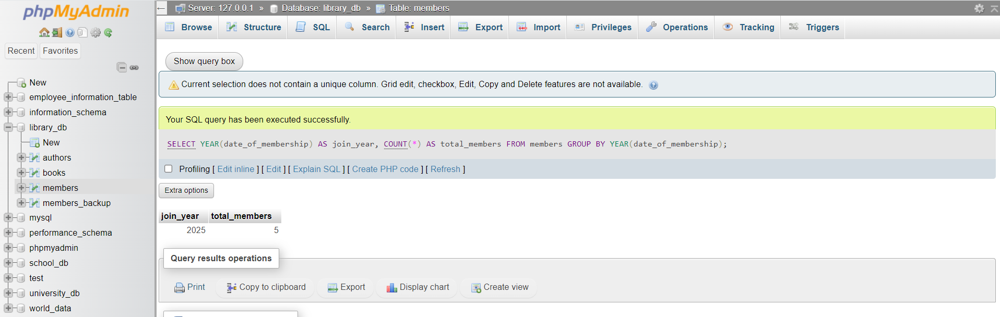 phpMyAdmin
Recent Favorites
New
employee_information_table
information_schema
library_db
New
authors
books
members
members_backup
mysql
performance_schema
phpmyadmin
school_db
test
university_db
world_data
Server: 127.0.0.1 » Database: library_db » Table: members
Browse Structure SQL Search Insert Export Import Privileges Operations Tracking Triggers
Show query box
Current selection does not contain a unique column. Grid edit, checkbox, Edit, Copy and Delete features are not available.
Your SQL query has been executed successfully.
SELECT YEAR(date_of_membership) AS join_year, COUNT(*) AS total_members FROM members GROUP BY YEAR(date_of_membership);
Profiling [ Edit inline ] [ Edit ] [ Explain SQL ] [ Create PHP code ] [ Refresh ]
Extra options
join_year total_members
2025 5
Query results operations
Print Copy to clipboard Export Display chart Create view